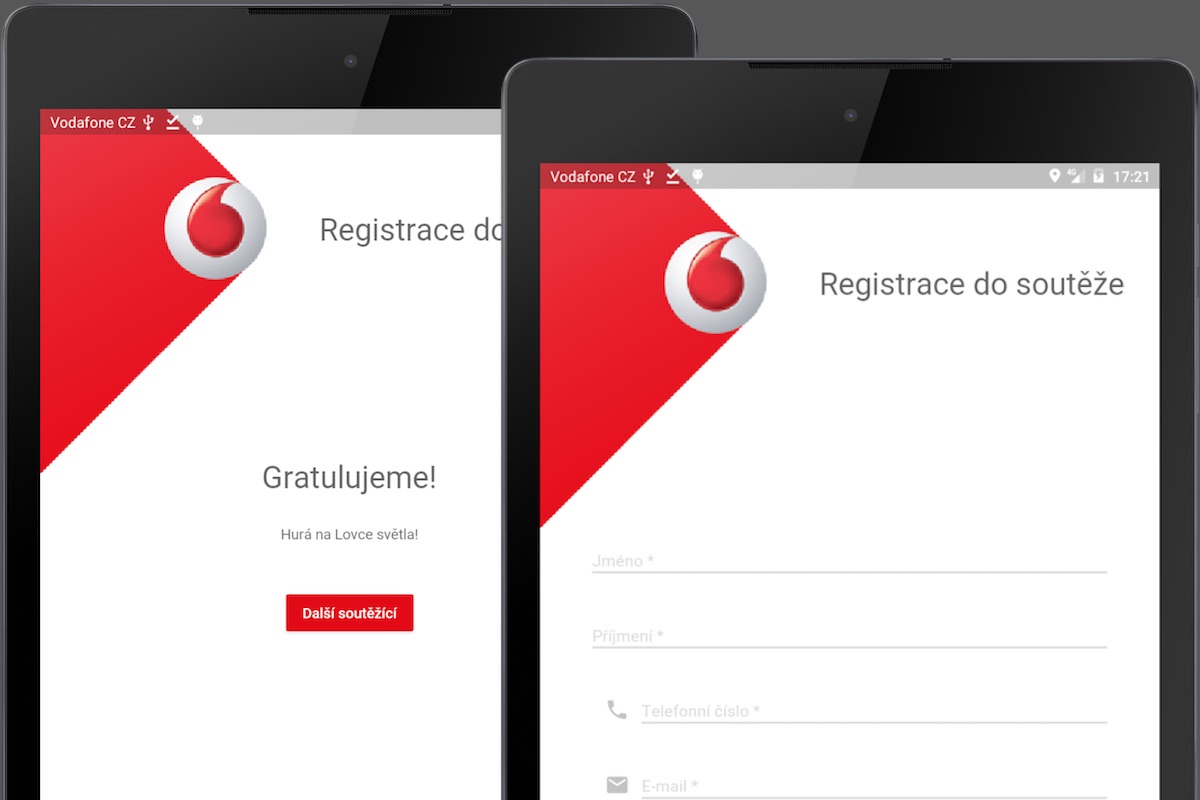 Vodafone CZ
Registrace do
Gratulujeme!
Hurá na Lovce světla!
Další soutěžící
Vodafone CZ
4G 17:21
Registrace do soutěže
Jméno *
Příjmení *
Telefonní číslo *
E-mail *